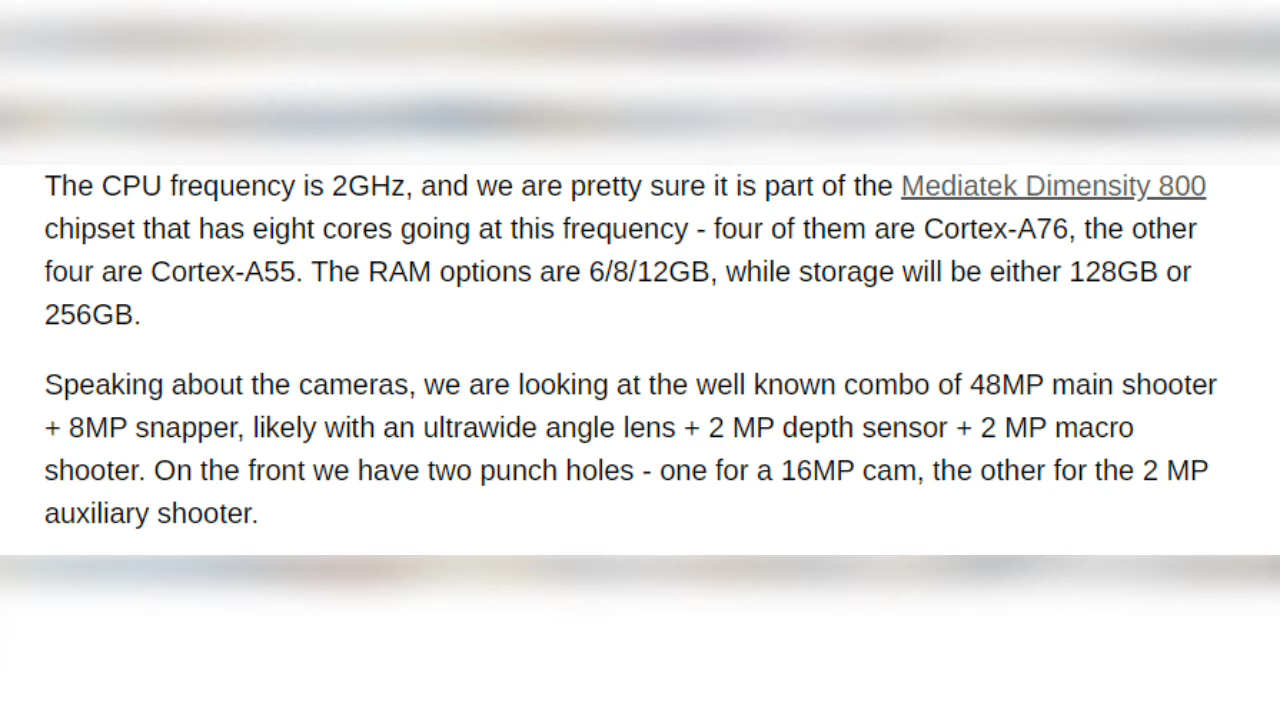 The CPU frequency is 2GHz, and we are pretty sure it is part of the Mediatek Dimensity 800
chipset that has eight cores going at this frequency - four of them are Cortex-A76, the other
four are Cortex-A55. The RAM options are 6/8/12GB, while storage will be either 128GB or
256GB.
Speaking about the cameras, we are looking at the well known combo of 48MP main shooter
+ 8MP snapper, likely with an ultrawide angle lens + 2 MP depth sensor + 2 MP macro
shooter. On the front we have two punch holes - one for a 16MP cam, the other for the 2 MP
auxiliary shooter.